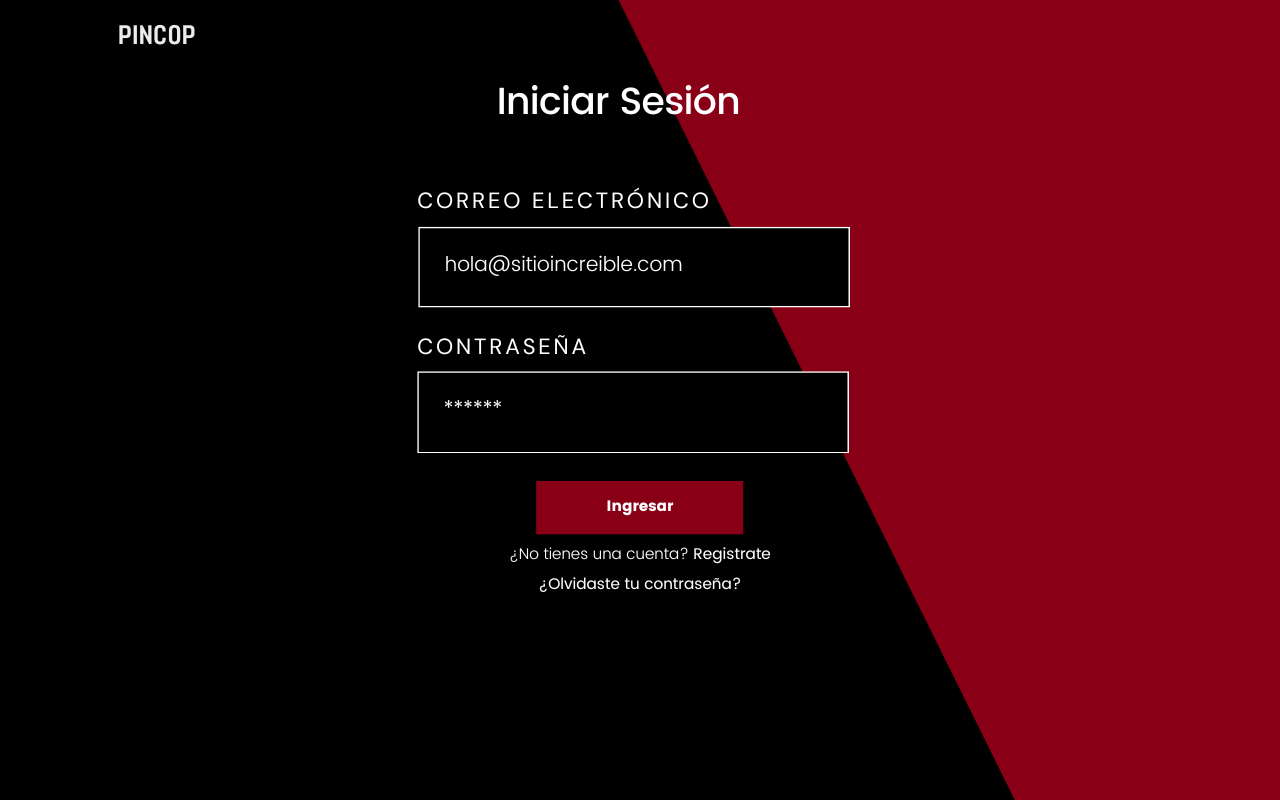 PINCOP
Iniciar Sesión
CORREO ELECTRÓNICO
hola@sitioincreible.com
CONTRASEÑA
******
Ingresar
¿No tienes una cuenta? Registrate
¿Olvidaste tu contraseña?